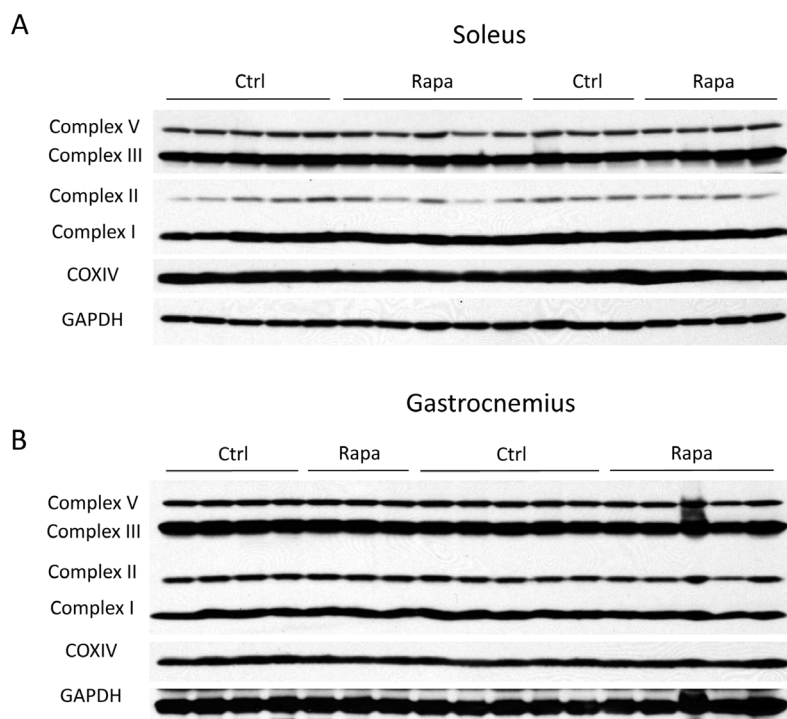 A
Soleus
Ctrl Rapa Ctrl Rapa
Complex V
Complex III
Complex II
Complex I
COXIV
GAPDH
Gastrocnemius
B
Ctrl Rapa Ctrl Rapa
Complex V
Complex III
Complex II
Complex I
COXIV
GAPDH